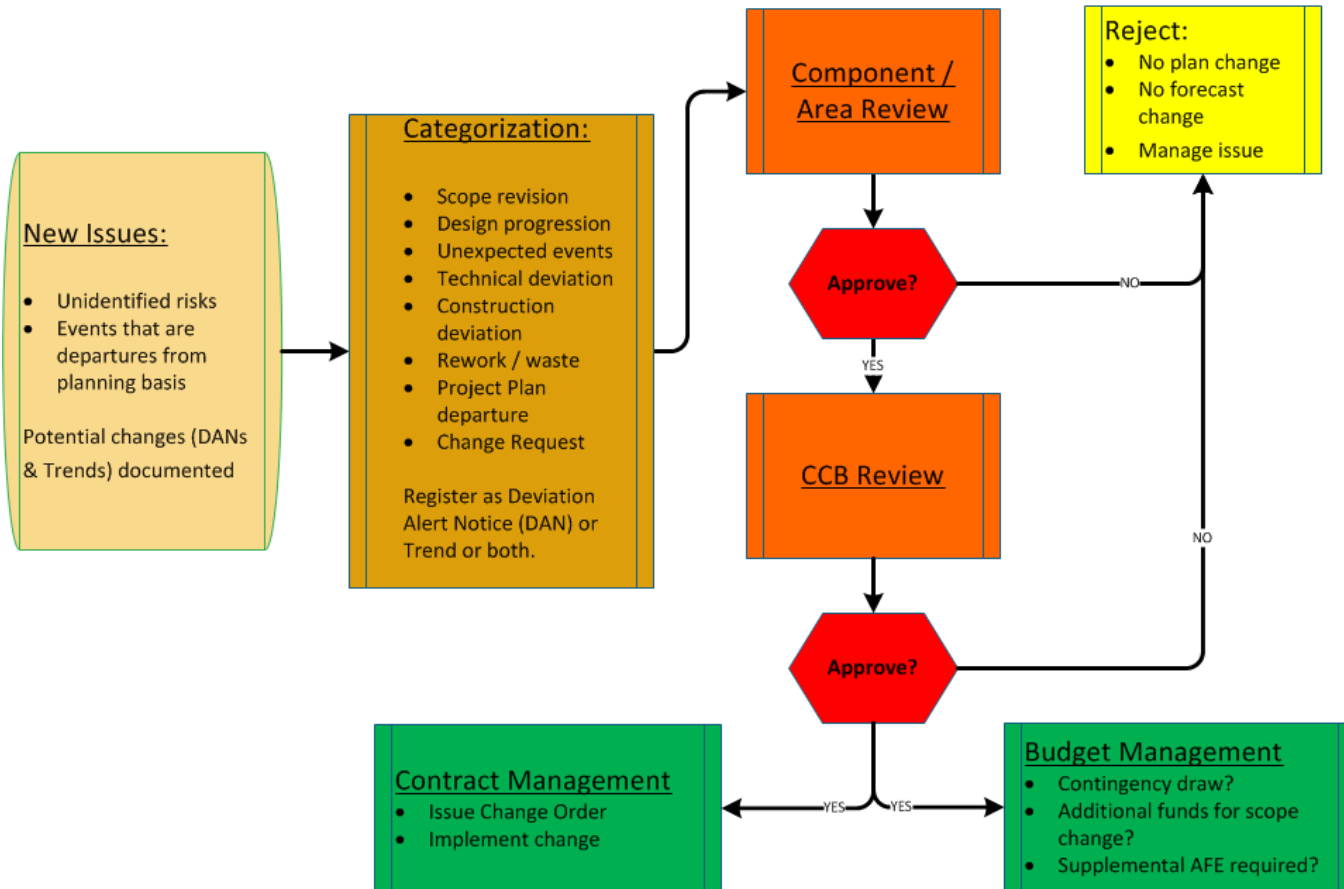 New Issues:
• Unidentified risks
• Events that are
departures from
planning basis
Potential changes (DANs
& Trends) documented
Categorization:
• Scope revision
• Design progression
• Unexpected events
• Technical deviation
• Construction
deviation
• Rework / waste
• Project Plan
departure
• Change Request
Register as Deviation
Alert Notice (DAN) or
Trend or both.
Component /
Area Review
Approve?
NO
YES
Reject:
• No plan change
• No forecast
change
• Manage issue
CCB Review
Approve?
NO
YES
YES
Contract Management
• Issue Change Order
• Implement change
Budget Management
• Contingency draw?
• Additional funds for scope
change?
• Supplemental AFE required?